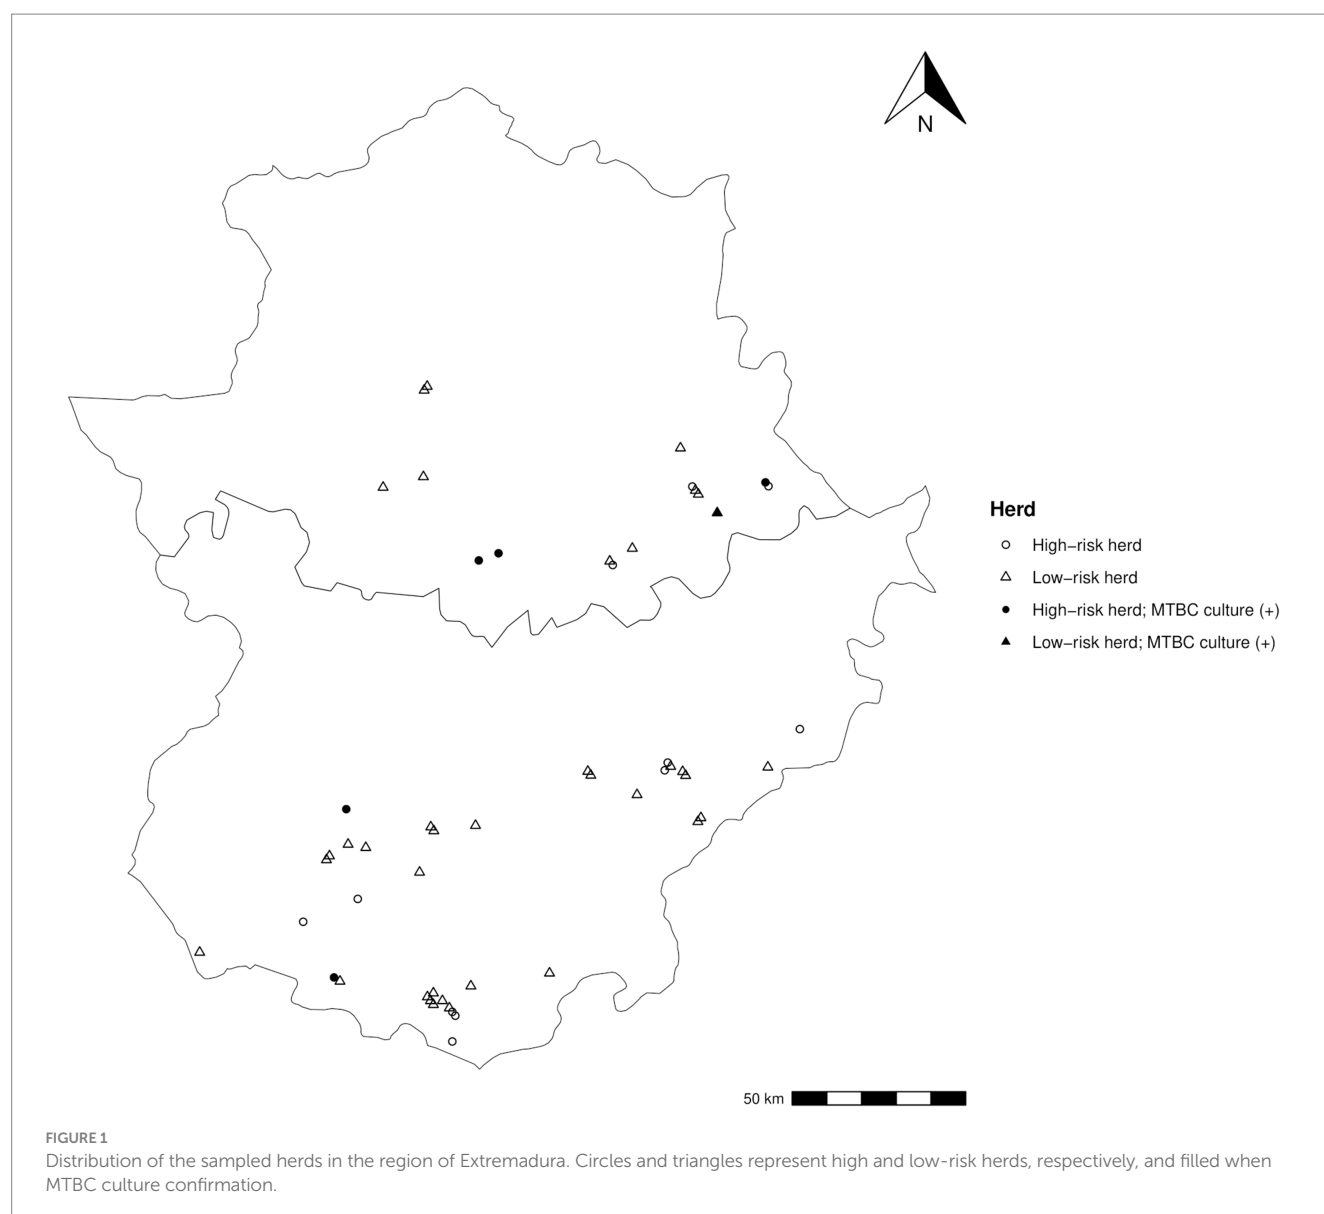 N
Herd
High−risk herd
Low−risk herd
High−risk herd; MTBC culture (+)
Low−risk herd; MTBC culture (+)
50 km
FIGURE 1
Distribution of the sampled herds in the region of Extremadura. Circles and triangles represent high and low-risk herds, respectively, and filled when
MTBC culture confirmation.